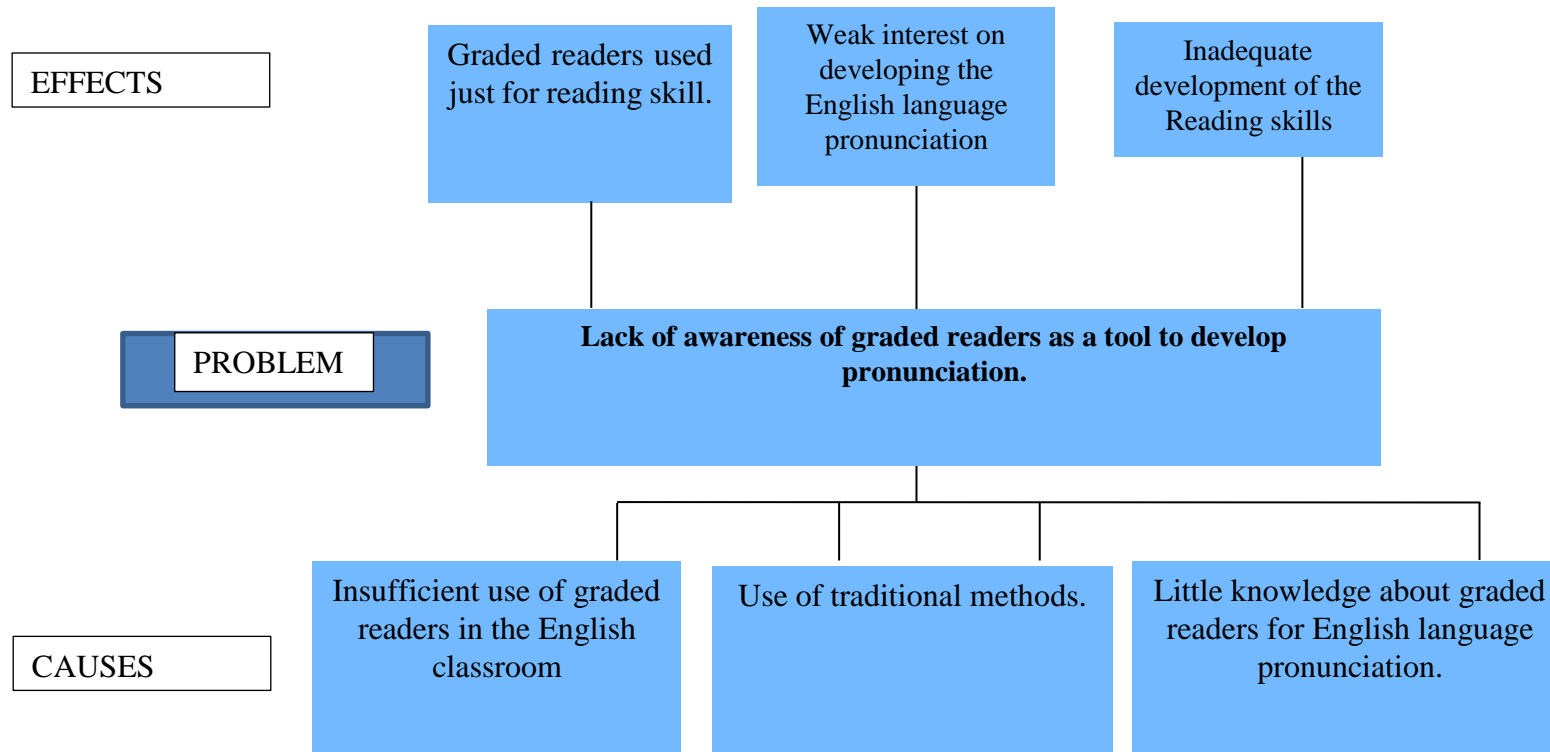 EFFECTS
Graded readers used
just for reading skill.
Weak interest on
developing the
English language
pronunciation
Inadequate
development of the
Reading skills
PROBLEM
Lack of awareness of graded readers as a tool to develop
pronunciation.
CAUSES
Insufficient use of graded
readers in the English
classroom
Use of traditional methods.
Little knowledge about graded
readers for English language
pronunciation.